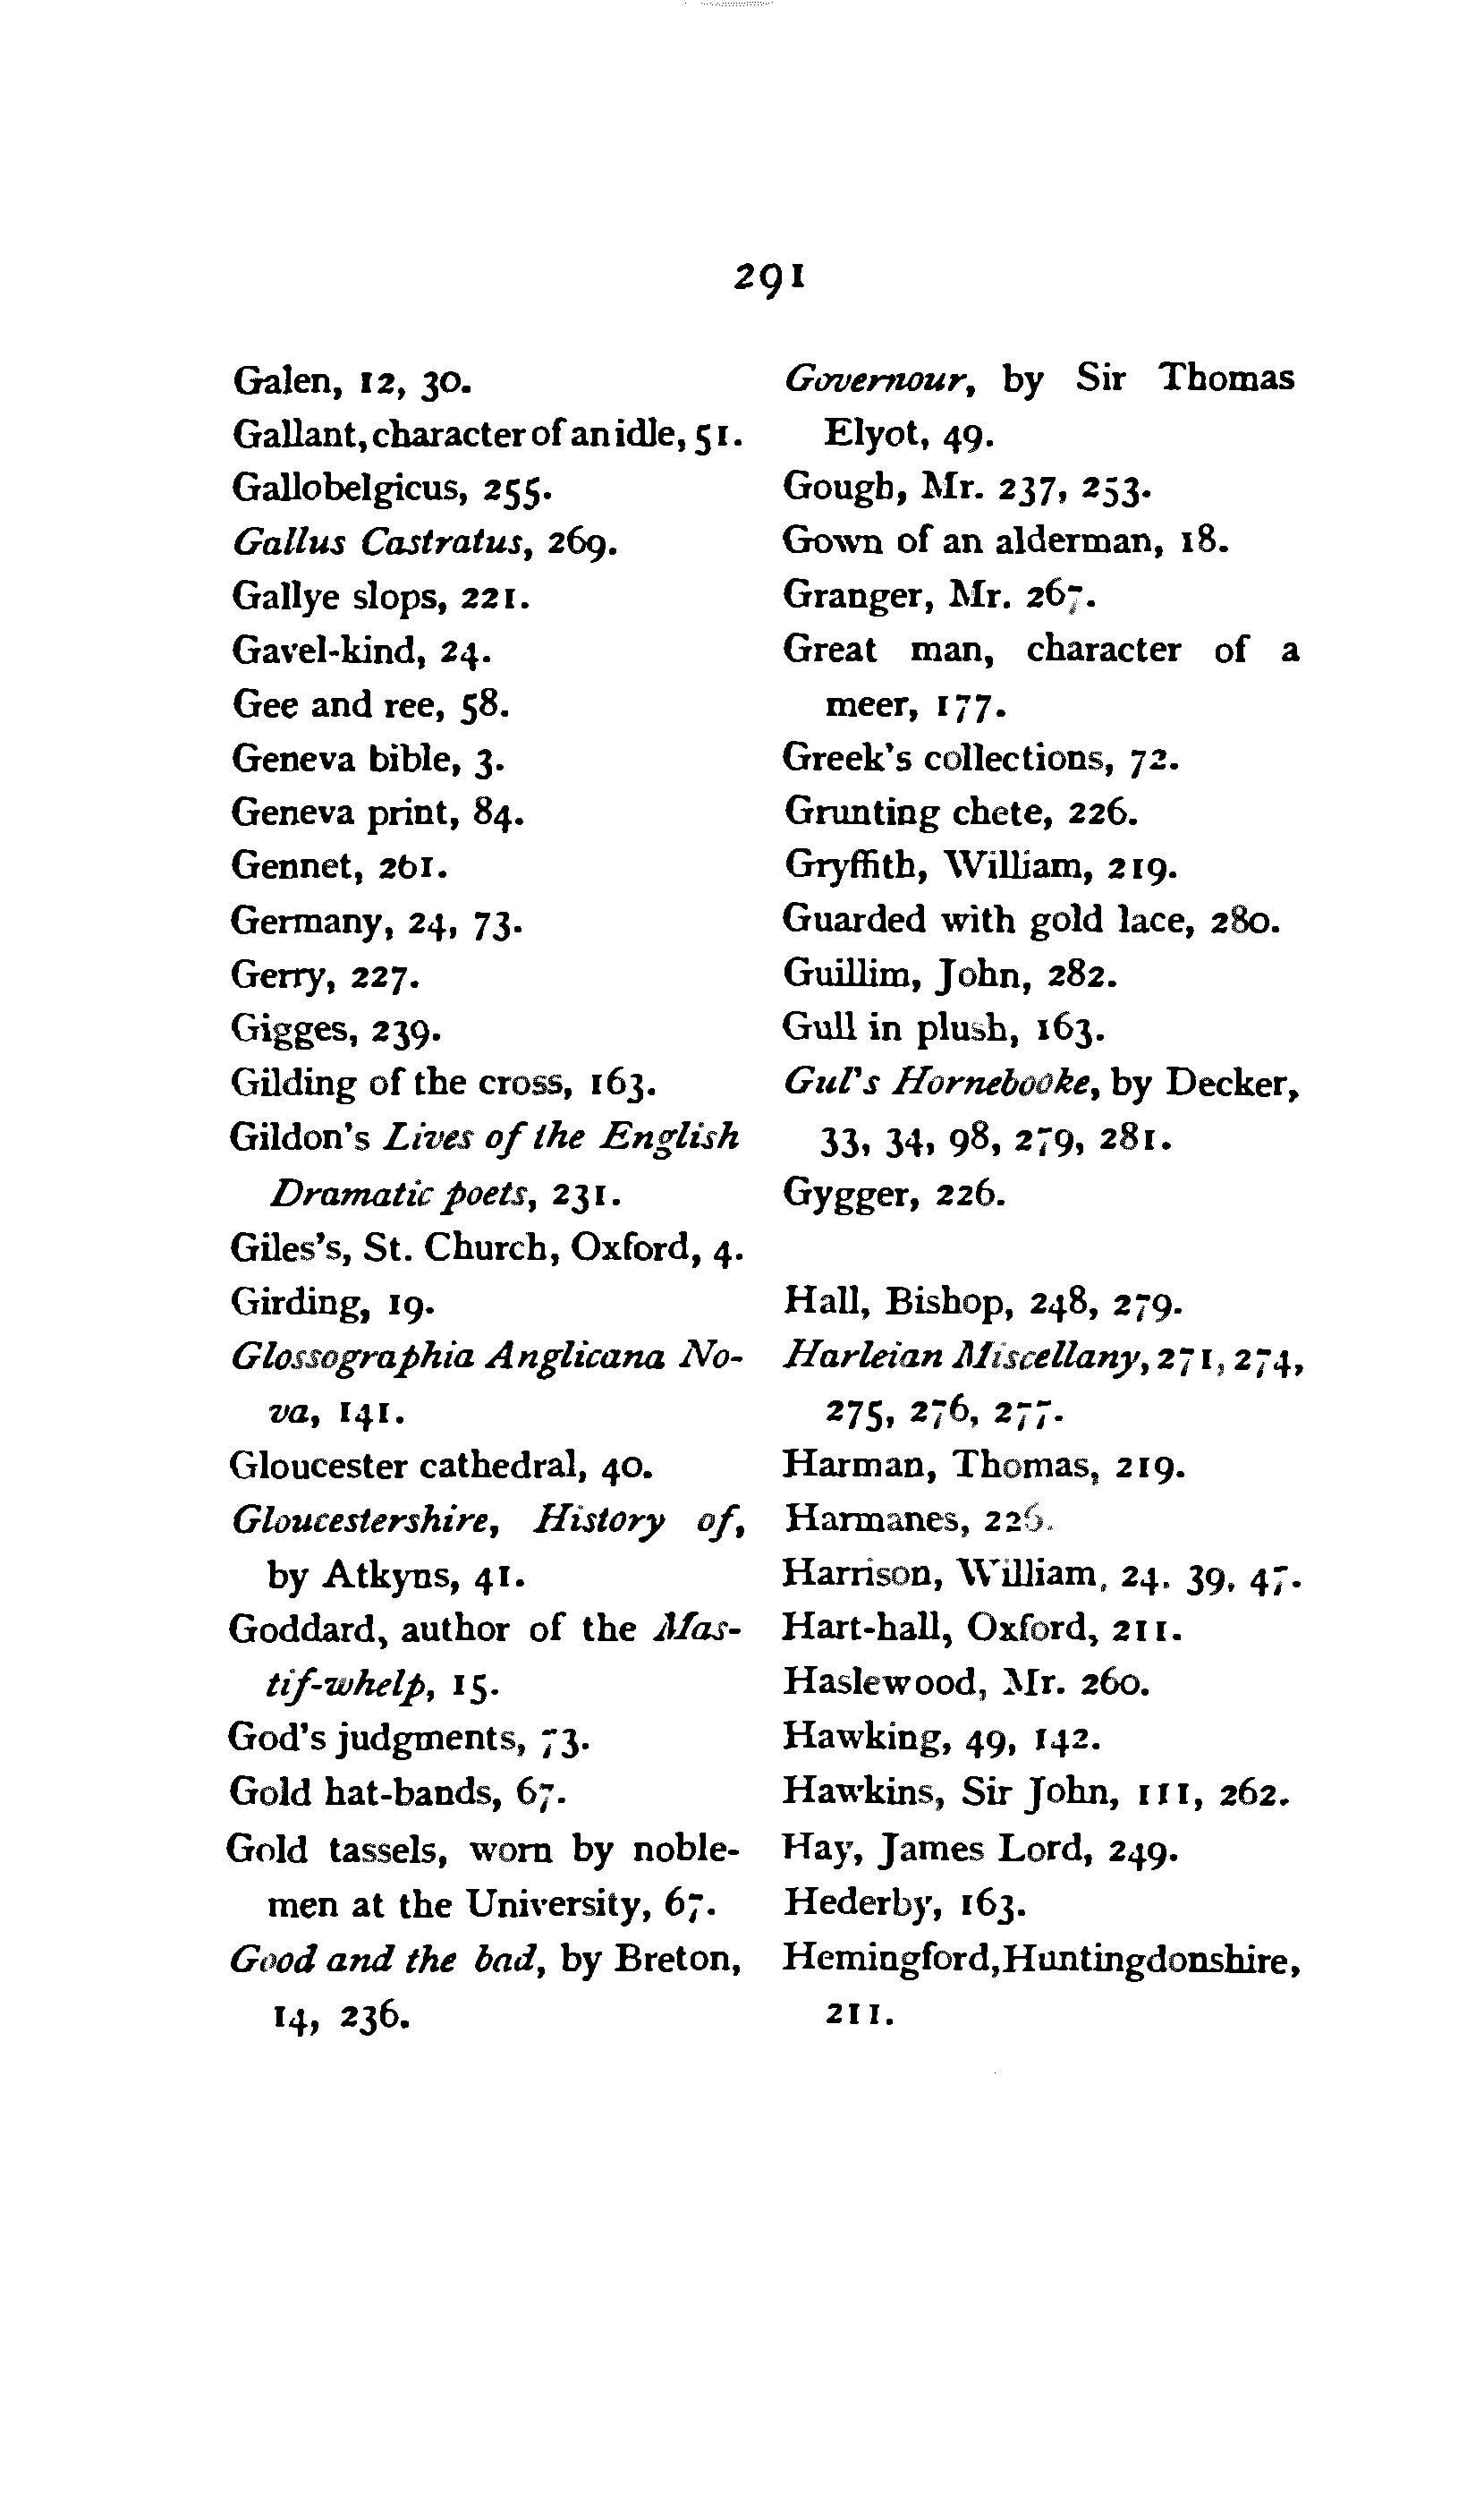 291
Galen, 12, 30.
Gallant, character of an idle, 51.
Gallobelgicus, 255.
Gallus Castratus, 269.
Gallye slops, 221.
Gavel-kind, 24.
Gee and ree, 58.
Geneva bible, 3.
Geneva print, 84.
Gennet, 261.
Germany, 24, 73.
Gerry, 227.
Gigges, 239.
Gilding of the cross, 163.
Gildon's Lives of the English
Dramatic poets, 231.
Giles's, St. Church, Oxford, 4.
Girding, 19.
Glossographia Anglicana No-
va, 141.
Gloucester cathedral, 40.
Gloucestershire, History of,
by Atkyns, 41.
Goddard, author of the Mas-
tif-whelp, 15.
God's judgments, 73.
Gold hat-bands, 67.
Gold tassels, worn by noble-
men at the University, 67.
Good and the bad, by Breton,
14, 236.
Governour, by Sir Thomas
Elyot, 49.
Gough, Mr. 237, 253.
Gown of an alderman, 18.
Granger, Mr. 267.
Great man, character of a
meer, 177.
Greek's collections, 72.
Grunting chete, 226.
Gryffith, William, 219.
Guarded with gold lace, 280.
Guillim, John, 282.
Gull in plush, 163.
Gul's Hornebooke, by Decker,
33, 34, 98, 279, 281.
Gygger, 226.
Hall, Bishop, 248, 279.
Harleian Miscellany, 271, 274,
275, 276, 277.
Harman, Thomas, 219.
Harmanes, 226.
Harrison, William, 24, 39, 47.
Hart-hall, Oxford, 211.
Haslewood, Mr. 260.
Hawking, 49, 142.
Hawkins, Sir John, 111, 262.
Hay, James Lord, 249.
Hederby, 163.
Hemingford, Huntingdonshire,
211.